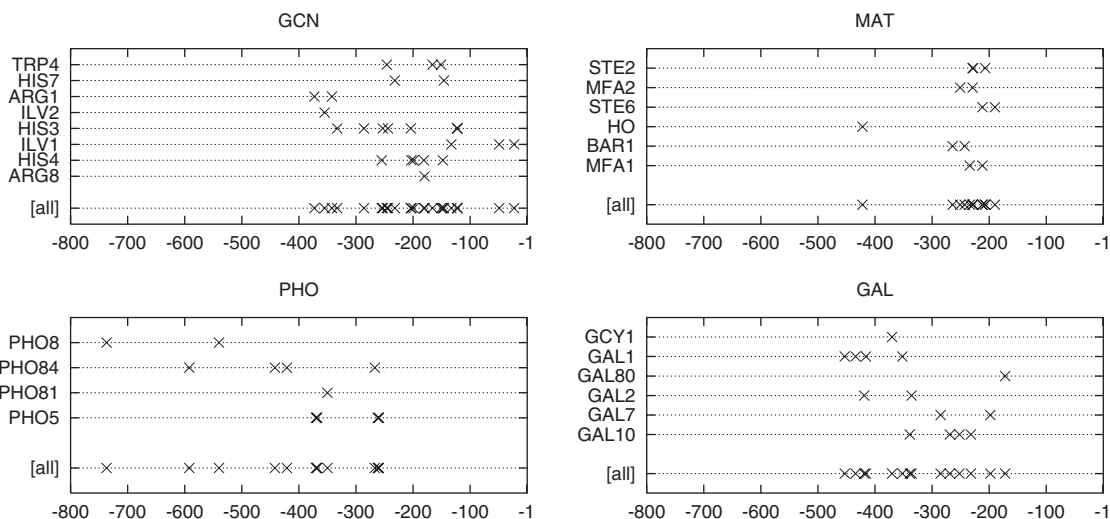 GCN
TRP4
HIS7
ARG1
ILV2
HIS3
ILV1
HIS4
ARG8
[all]
-800 -700 -600 -500 -400 -300 -200 -100 -1
MAT
STE2
MFA2
STE6
HO
BAR1
MFA1
[all]
-800 -700 -600 -500 -400 -300 -200 -100 -1
PHO
PHO8
PHO84
PHO81
PHO5
[all]
-800 -700 -600 -500 -400 -300 -200 -100 -1
GAL
GCY1
GAL1
GAL80
GAL2
GAL7
GAL10
[all]
-800 -700 -600 -500 -400 -300 -200 -100 -1